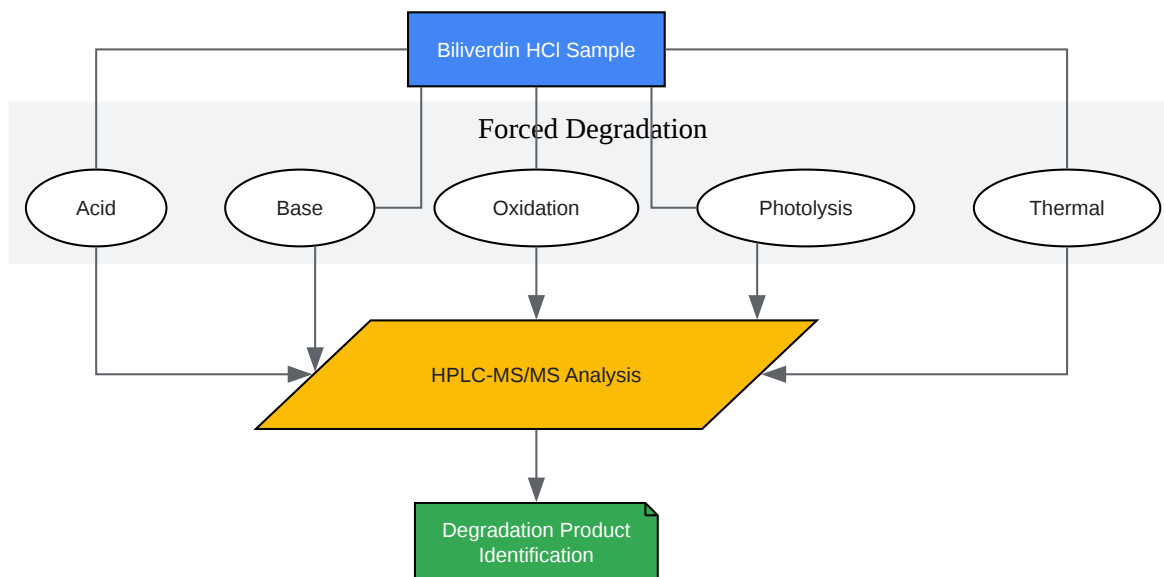 Biliverdin HCl Sample
Forced Degradation
Acid
Base
Oxidation
Photolysis
Thermal
HPLC-MS/MS Analysis
Degradation Product
Identification